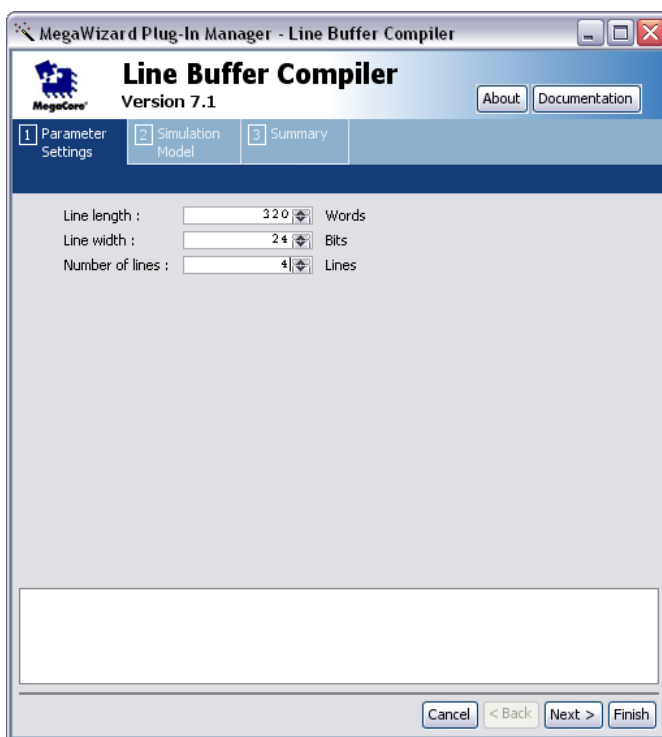 MegaWizard Plug-In Manager - Line Buffer Compiler
MegaCore®
Line Buffer Compiler
Version 7.1
About Documentation
1 Parameter Settings
2 Simulation Model
3 Summary
Line length : 320 Words
Line width : 24 Bits
Number of lines : 4 Lines
Cancel < Back Next > Finish